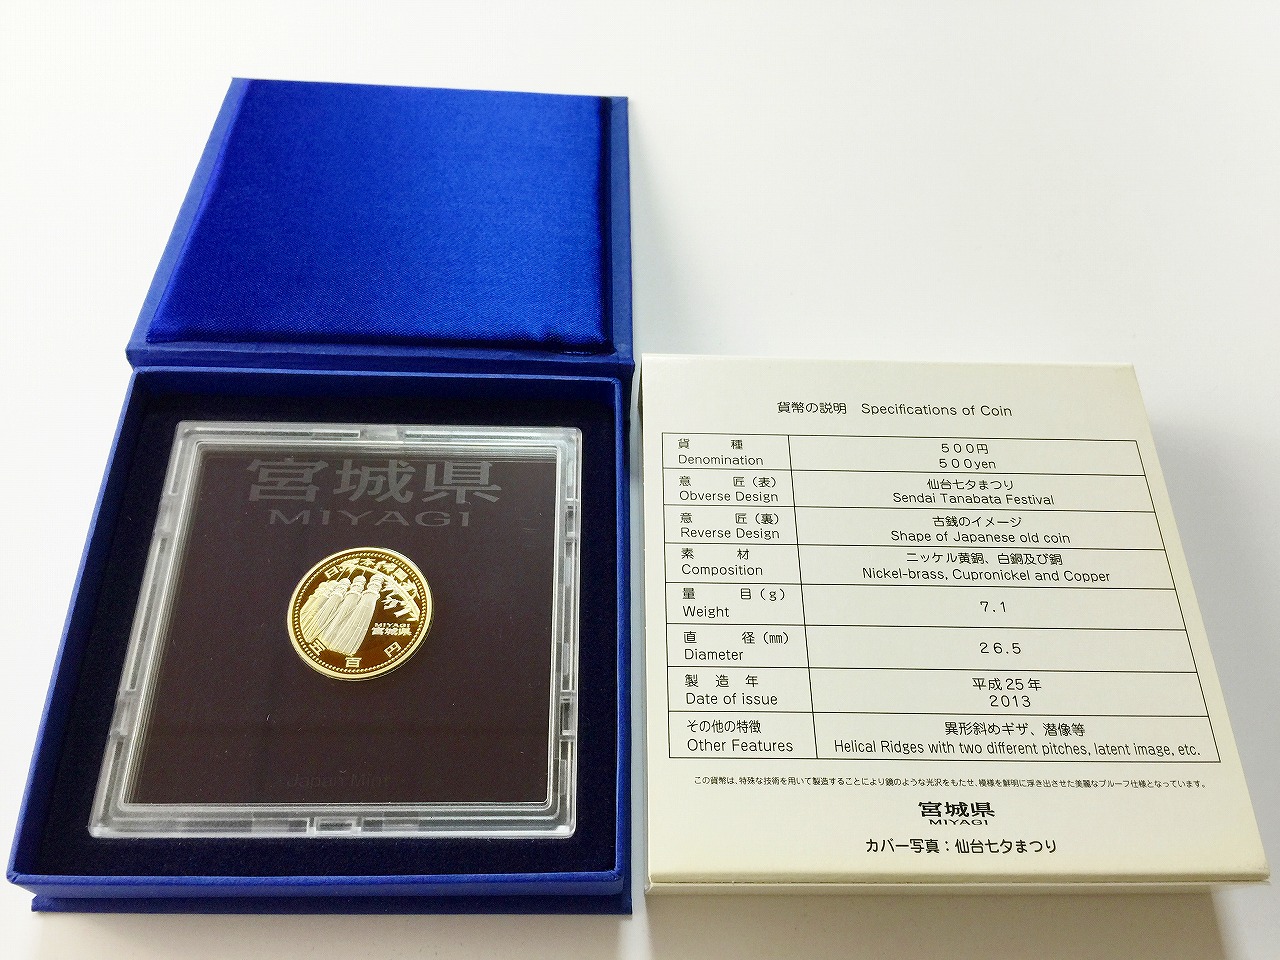 宮城県
MIYAGI
日本国
MIYAGI
宮城県
五百円
Japan Mint
貨幣の説明 Specifications of Coin
貨種 ５００円
Denomination ５００yen
意匠（表） 仙台七夕まつり
Obverse Design Sendai Tanabata Festival
意匠（裏） 古銭のイメージ
Reverse Design Shape of Japanese old coin
素材 ニッケル黄銅、白銅及び銅
Composition Nickel-brass, Cupronickel and Copper
量目（g） ７.１
Weight
直径（㎜） ２６.５
Diameter
製造年 平成25年
Date of issue ２０１３
その他の特徴 異形斜めギザ、潜像等
Other Features Helical Ridges with two different pitches, latent image, etc.
この貨幣は、特殊な技術を用いて製造することにより鏡のような光沢をもたせ、模様を鮮明に浮き出させた美麗なプルーフ仕様となっています。
宮城県
MIYAGI
カバー写真：仙台七夕まつり